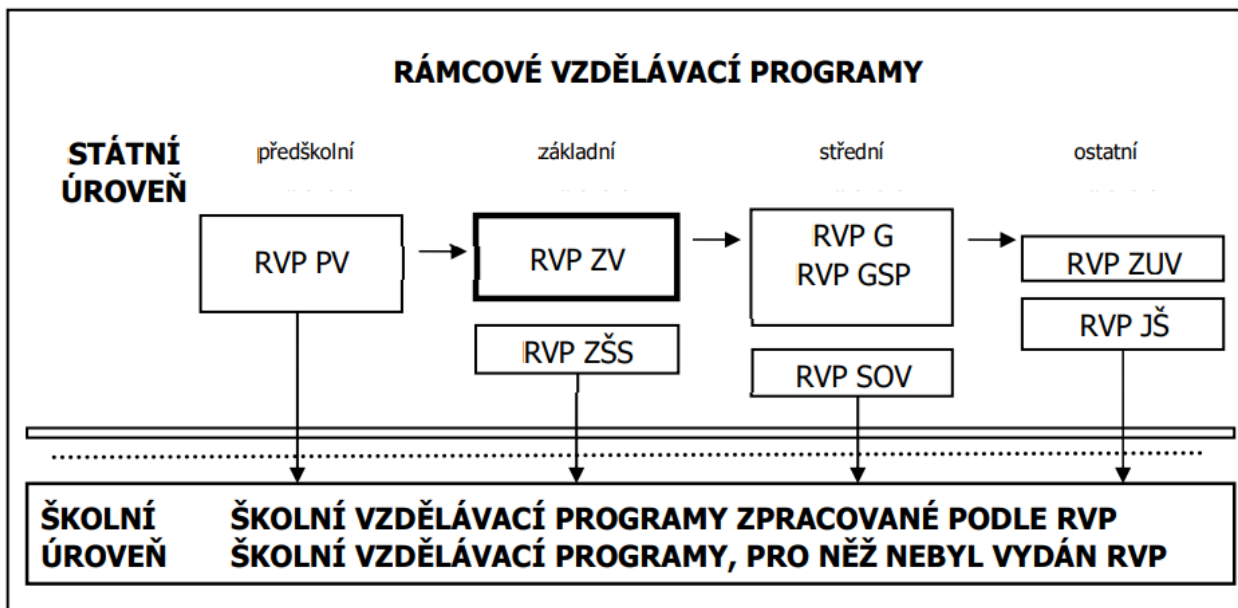 RÁMCOVÉ VZDĚLÁVACÍ PROGRAMY
STÁTNÍ
ÚROVEŇ
předškolní
základní
střední
ostatní
RVP PV
RVP ZV
RVP G
RVP GSP
RVP ZUV
RVP ZŠS
RVP SOV
RVP JŠ
ŠKOLNÍ ŠKOLNÍ VZDĚLÁVACÍ PROGRAMY ZPRACOVANÉ PODLE RVP
ÚROVEŇ ŠKOLNÍ VZDĚLÁVACÍ PROGRAMY, PRO NĚŽ NEBYL VYDÁN RVP